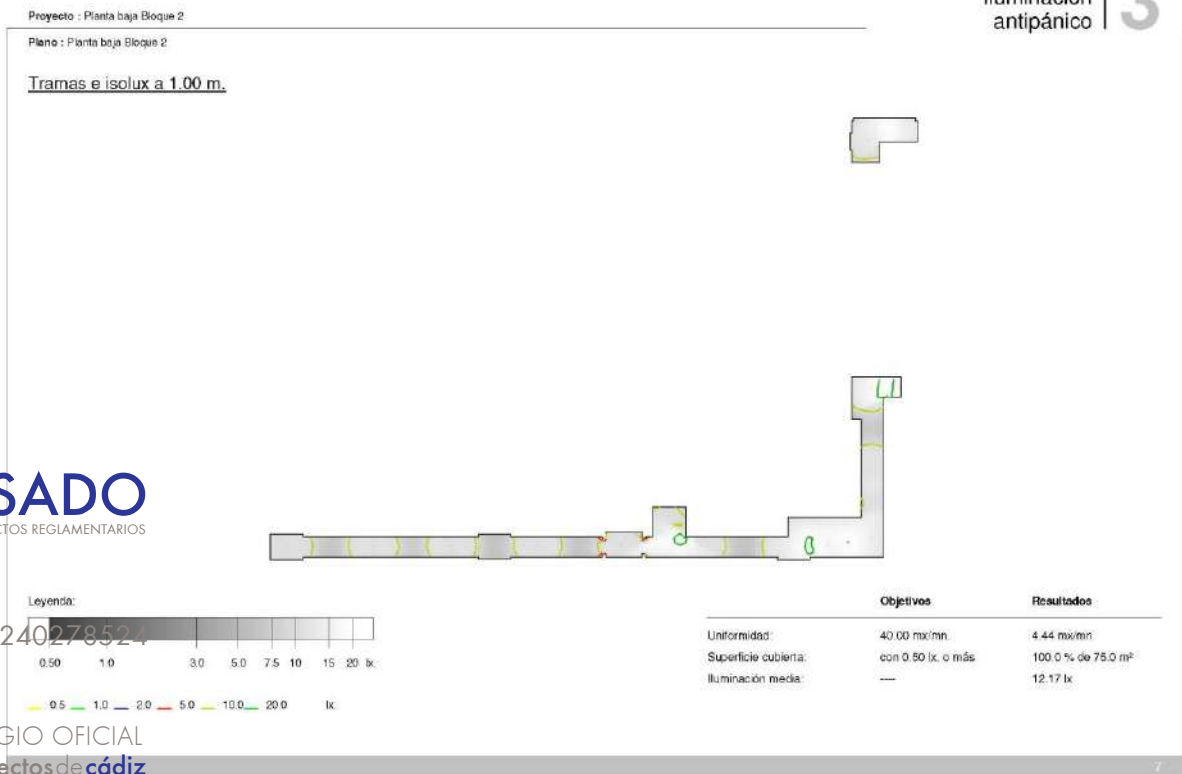 Proyecto : Planta baja Bloque 2
Iluminación
antipánico
3
Plano : Planta baja Bloque 2
Tramas e isolux a 1.00 m.
SADO
TOS REGLAMENTARIOS
Leyenda:
240278524
0.50 1.0 3.0 5.0 7.5 10 15 20 lx.
0.5 1.0 2.0 5.0 10.0 20.0 lx.
Objetivos Resultados
Uniformidad: 40.00 mx/mn. 4.44 mx/mn
Superficie cubierta: con 0.50 lx. o más 100.0 % de 75.0 m²
Iluminación media: ---- 12.17 lx
GIO OFICIAL
ectosdecádiz
7